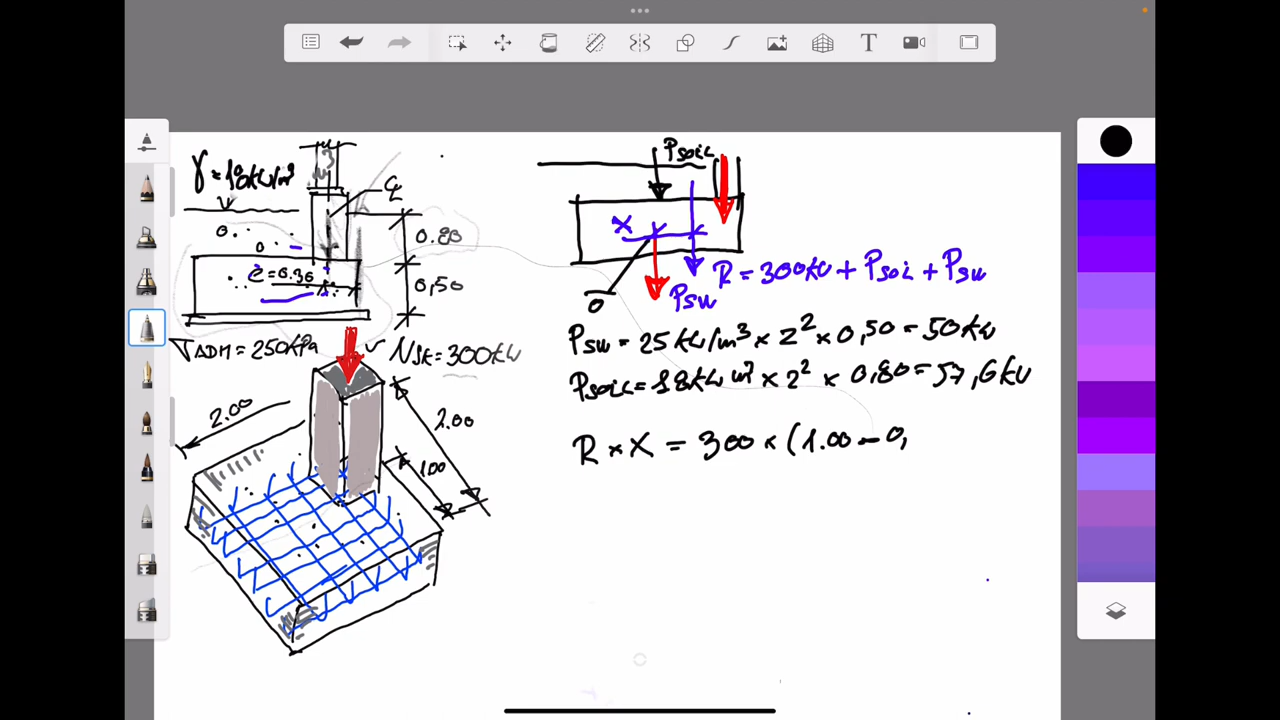 γ = 18kN/m³
CL
0.80
e=0.30
0,50
σADM = 250kPa
NSK = 300kN
2.00
2.00
1.00
PSOIL
X
O
PSW
R = 300kN + PSOIL + PSW
PSW = 25 kN/m³ x 2² x 0,50 = 50kN
PSOIL = 18kN m³ x 2² x 0.80 = 57,6kN
R x X = 300 x (1.00 - 0,
T